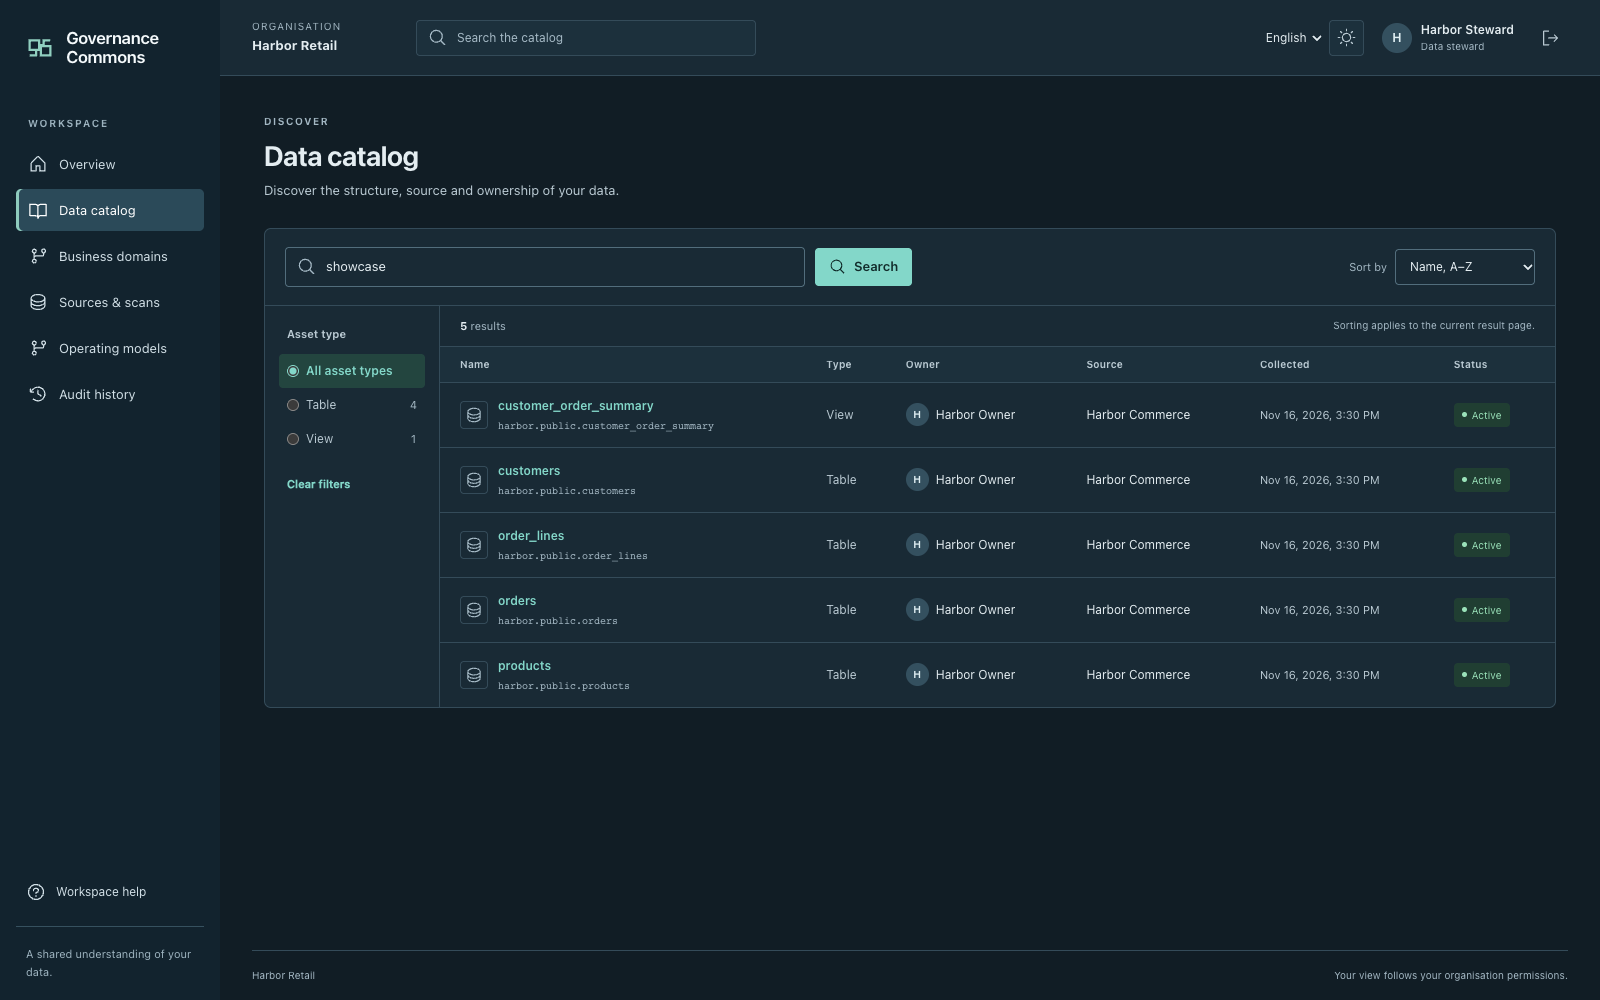 Governance
Commons
WORKSPACE
Overview
Data catalog
Business domains
Sources & scans
Operating models
Audit history
Workspace help
A shared understanding of your
data.
ORGANISATION
Harbor Retail
Search the catalog
English
H
Harbor Steward
Data steward
DISCOVER
Data catalog
Discover the structure, source and ownership of your data.
showcase
Search
Sort by
Name, A–Z
Asset type
All asset types
Table 4
View 1
Clear filters
5 results
Sorting applies to the current result page.
Name Type Owner Source Collected Status
customer_order_summary
harbor.public.customer_order_summary
View H Harbor Owner Harbor Commerce Nov 16, 2026, 3:30 PM Active
customers
harbor.public.customers
Table H Harbor Owner Harbor Commerce Nov 16, 2026, 3:30 PM Active
order_lines
harbor.public.order_lines
Table H Harbor Owner Harbor Commerce Nov 16, 2026, 3:30 PM Active
orders
harbor.public.orders
Table H Harbor Owner Harbor Commerce Nov 16, 2026, 3:30 PM Active
products
harbor.public.products
Table H Harbor Owner Harbor Commerce Nov 16, 2026, 3:30 PM Active
Harbor Retail
Your view follows your organisation permissions.